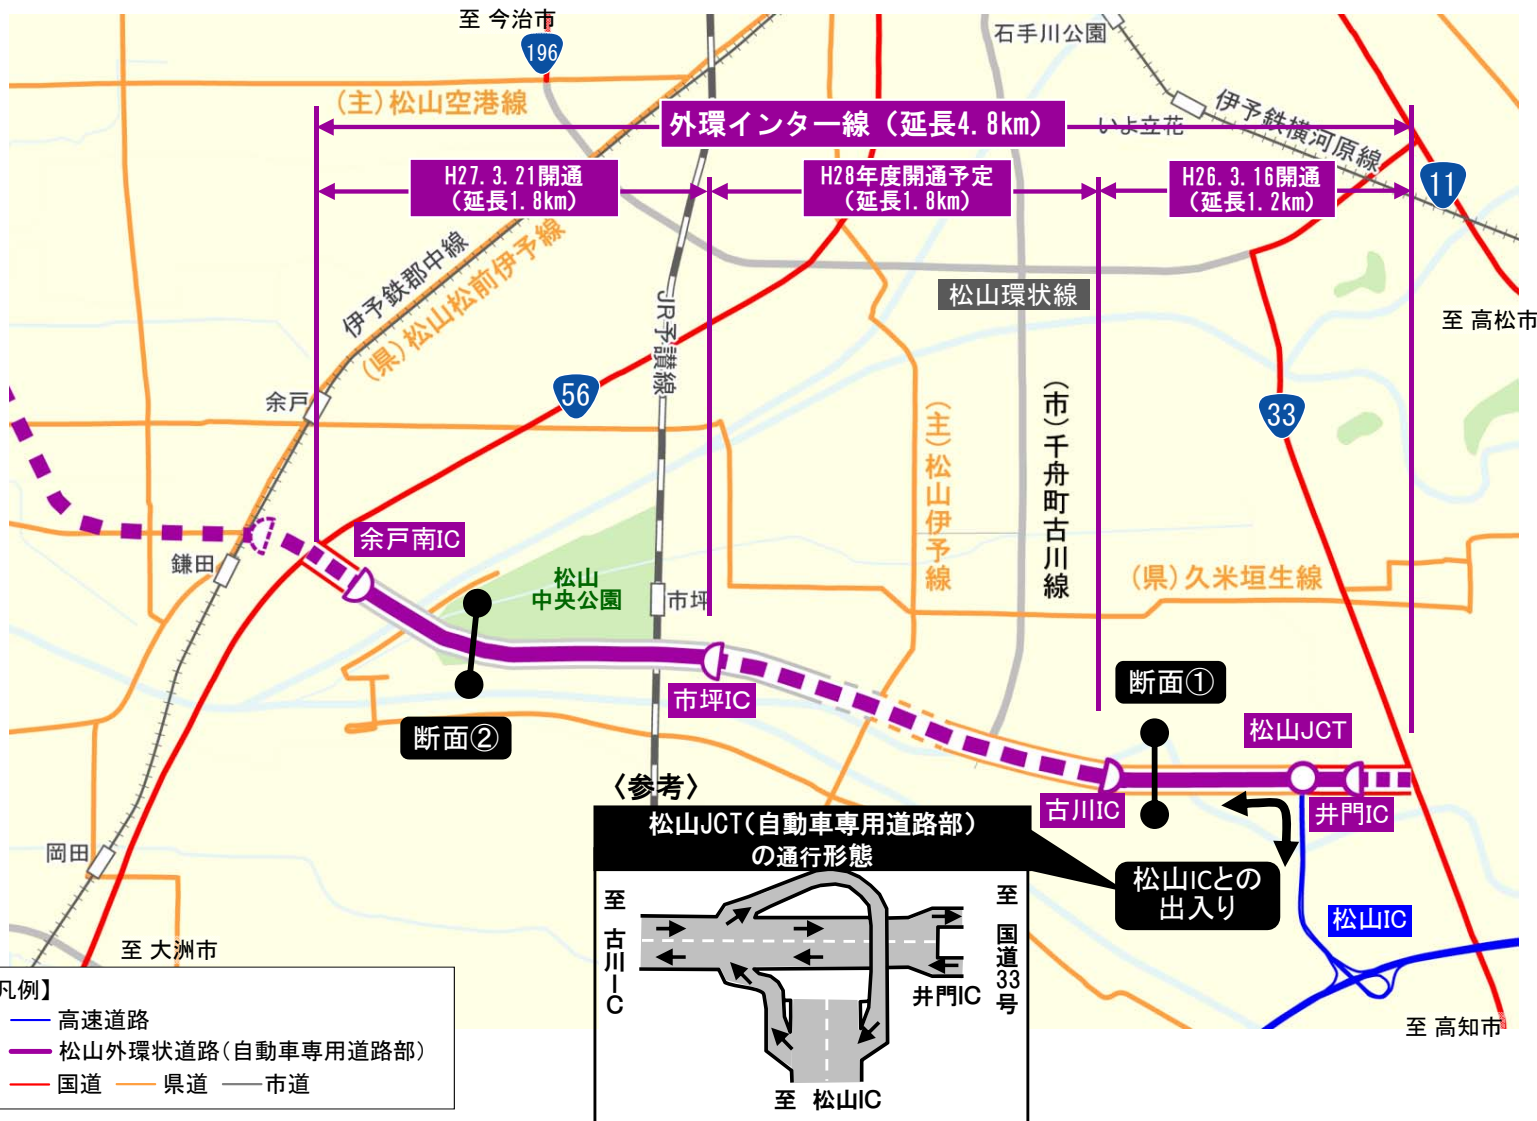 至 今治市
196
石手川公園
(主)松山空港線
外環インター線（延長4.8km）
いよ立花
伊予鉄横河原線
H27.3.21開通
（延長1.8km）
H28年度開通予定
（延長1.8km）
H26.3.16開通
（延長1.2km）
11
伊予鉄郡中線
(県)松山松前伊予線
JR予讃線
松山環状線
至 高松市
余戸
56
33
(主)松山伊予線
(市)千舟町古川線
余戸南IC
鎌田
松山
中央公園
市坪
(県)久米垣生線
市坪IC
断面①
断面②
松山JCT
古川IC
井門IC
〈参考〉
松山JCT(自動車専用道路部)
の通行形態
岡田
松山ICとの
出入り
松山IC
至 古川IC
至 国道33号
井門IC
至 松山IC
至 大洲市
至 高知市
凡例】
高速道路
松山外環状道路(自動車専用道路部)
国道 県道 市道